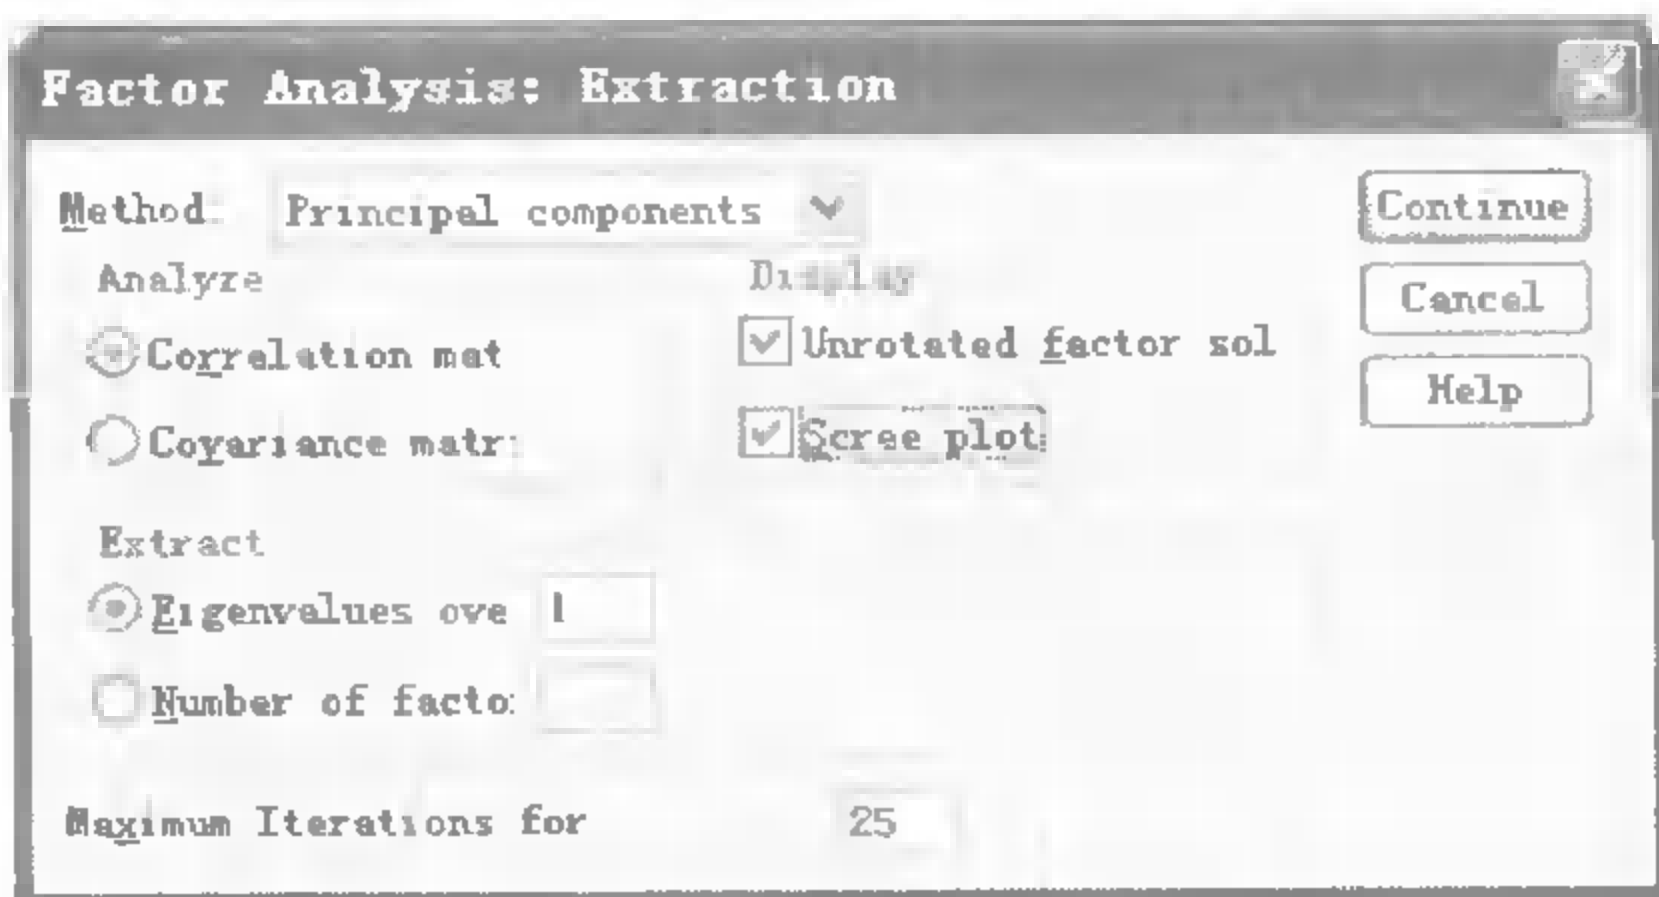 Factor Analysis: Extraction
Method: Principal components
Continue
Analyze
Display
Cancel
Correlation mat
Unrotated factor sol
Help
Covariance matr
Scree plot
Extract
Eigenvalues ove 1
Number of facto
Maximum Iterations for 25